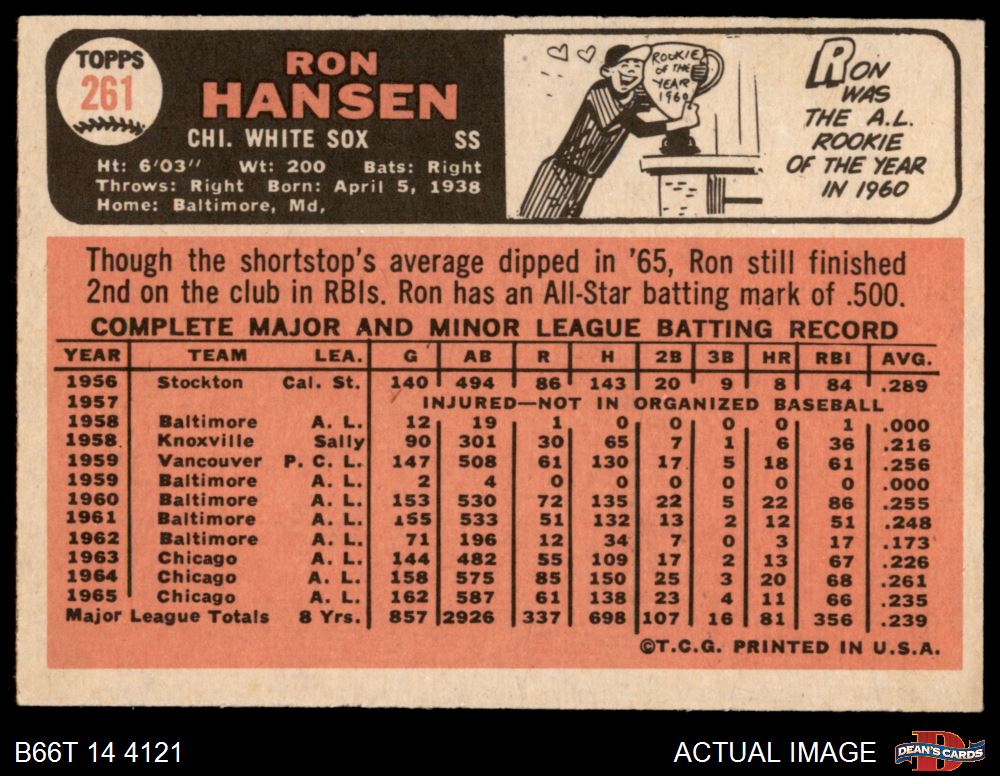 TOPPS
261
RON
HANSEN
CHI. WHITE SOX SS
Ht: 6'03" Wt: 200 Bats: Right
Throws: Right Born: April 5, 1938
Home: Baltimore, Md,
ROOKIE
OF THE
YEAR
1960
RON
WAS
THE A.L.
ROOKIE
OF THE YEAR
IN 1960
Though the shortstop's average dipped in '65, Ron still finished
2nd on the club in RBIs. Ron has an All-Star batting mark of .500.
COMPLETE MAJOR AND MINOR LEAGUE BATTING RECORD
YEAR TEAM LEA. G AB R H 2B 3B HR RBI AVG.
1956 Stockton Cal. St. 140 494 86 143 20 9 8 84 .289
1957 INJURED—NOT IN ORGANIZED BASEBALL
1958 Baltimore A. L. 12 19 1 0 0 0 0 1 .000
1958 Knoxville Sally 90 301 30 65 7 1 6 36 .216
1959 Vancouver P. C. L. 147 508 61 130 17 5 18 61 .256
1959 Baltimore A. L. 2 4 0 0 0 0 0 0 .000
1960 Baltimore A. L. 153 530 72 135 22 5 22 86 .255
1961 Baltimore A. L. 155 533 51 132 13 2 12 51 .248
1962 Baltimore A. L. 71 196 12 34 7 0 3 17 .173
1963 Chicago A. L. 144 482 55 109 17 2 13 67 .226
1964 Chicago A. L. 158 575 85 150 25 3 20 68 .261
1965 Chicago A. L. 162 587 61 138 23 4 11 66 .235
Major League Totals 8 Yrs. 857 2926 337 698 107 16 81 356 .239
©T.C.G. PRINTED IN U.S.A.
B66T 14 4121
ACTUAL IMAGE
DEAN'S CARDS